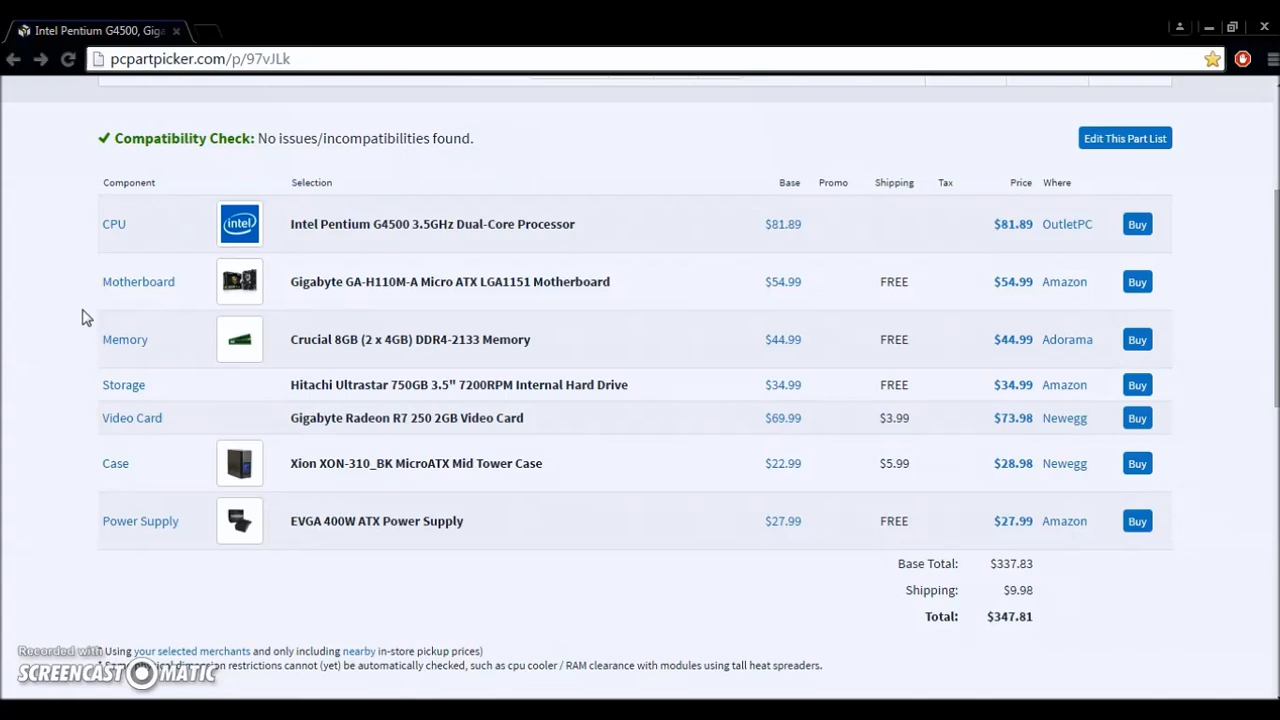 Intel Pentium G4500, Giga
pcpartpicker.com/p/97vJLk
Compatibility Check: No issues/incompatibilities found.
Edit This Part List
Component Selection Base Promo Shipping Tax Price Where
CPU intel Intel Pentium G4500 3.5GHz Dual-Core Processor $81.89 $81.89 OutletPC Buy
Motherboard Gigabyte GA-H110M-A Micro ATX LGA1151 Motherboard $54.99 FREE $54.99 Amazon Buy
Memory Crucial 8GB (2 x 4GB) DDR4-2133 Memory $44.99 FREE $44.99 Adorama Buy
Storage Hitachi Ultrastar 750GB 3.5" 7200RPM Internal Hard Drive $34.99 FREE $34.99 Amazon Buy
Video Card Gigabyte Radeon R7 250 2GB Video Card $69.99 $3.99 $73.98 Newegg Buy
Case Xion XON-310_BK MicroATX Mid Tower Case $22.99 $5.99 $28.98 Newegg Buy
Power Supply EVGA 400W ATX Power Supply $27.99 FREE $27.99 Amazon Buy
Base Total: $337.83
Shipping: $9.98
Total: $347.81
Recorded with
Using your selected merchants and only including nearby in-store pickup prices)
restrictions cannot (yet) be automatically checked, such as cpu cooler / RAM clearance with modules using tall heat spreaders.
SCREENCAST-O-MATIC